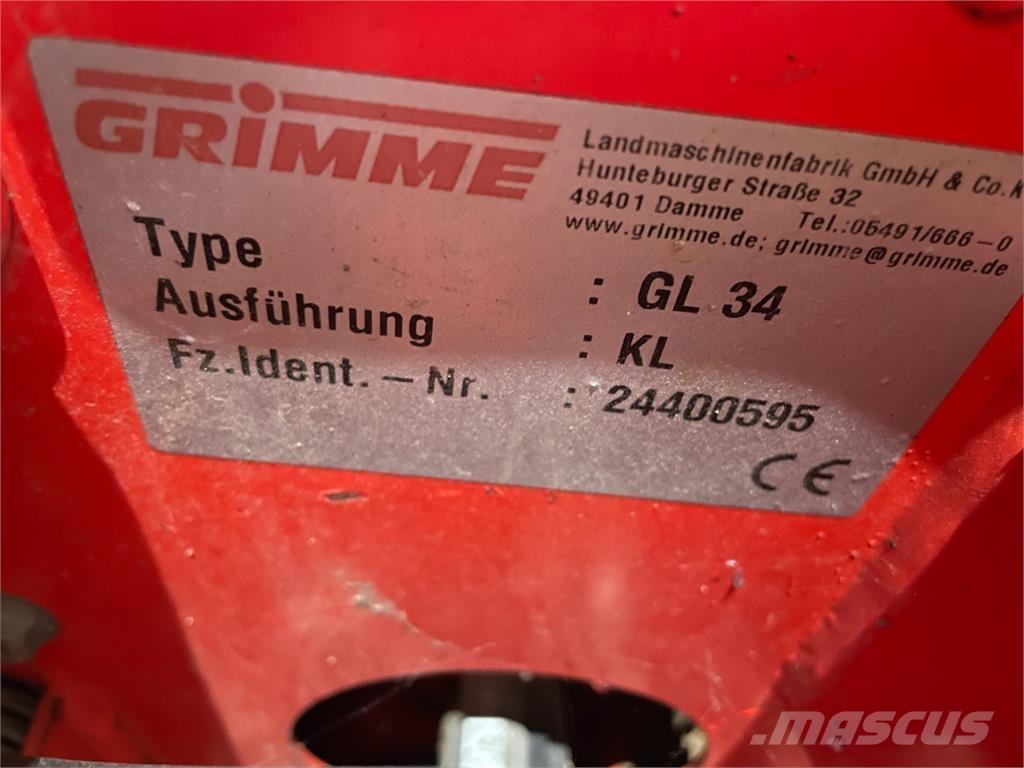 GRIMME
Landmaschinenfabrik GmbH & Co.K
Hunteburger Straße 32
49401 Damme Tel.:05491/666-0
www.grimme.de; grimme@grimme.de
Type : GL 34
Ausführung : KL
Fz.Ident.-Nr. : 24400595
CE
MASCUS